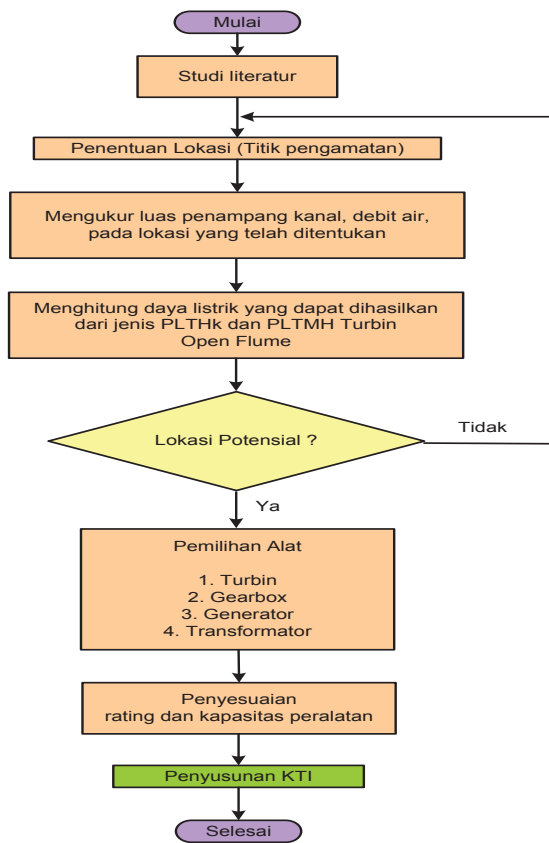 Mulai
Studi literatur
Penentuan Lokasi (Titik pengamatan)
Mengukur luas penampang kanal, debit air,
pada lokasi yang telah ditentukan
Menghitung daya listrik yang dapat dihasilkan
dari jenis PLTHk dan PLTMH Turbin
Open Flume
Lokasi Potensial ?
Tidak
Ya
Pemilihan Alat
1. Turbin
2. Gearbox
3. Generator
4. Transformator
Penyesuaian
rating dan kapasitas peralatan
Penyusunan KTI
Selesai